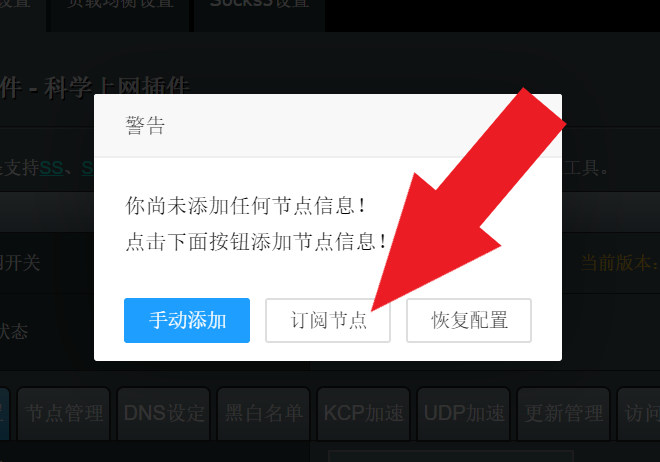 设置
负载均衡设置
Socks5设置
件 - 科学上网插件
支持SS、S
工具。
警告
你尚未添加任何节点信息！
点击下面按钮添加节点信息！
开关
当前版本：
手动添加
订阅节点
恢复配置
状态
节点管理
DNS设定
黑白名单
KCP加速
UDP加速
更新管理
访问